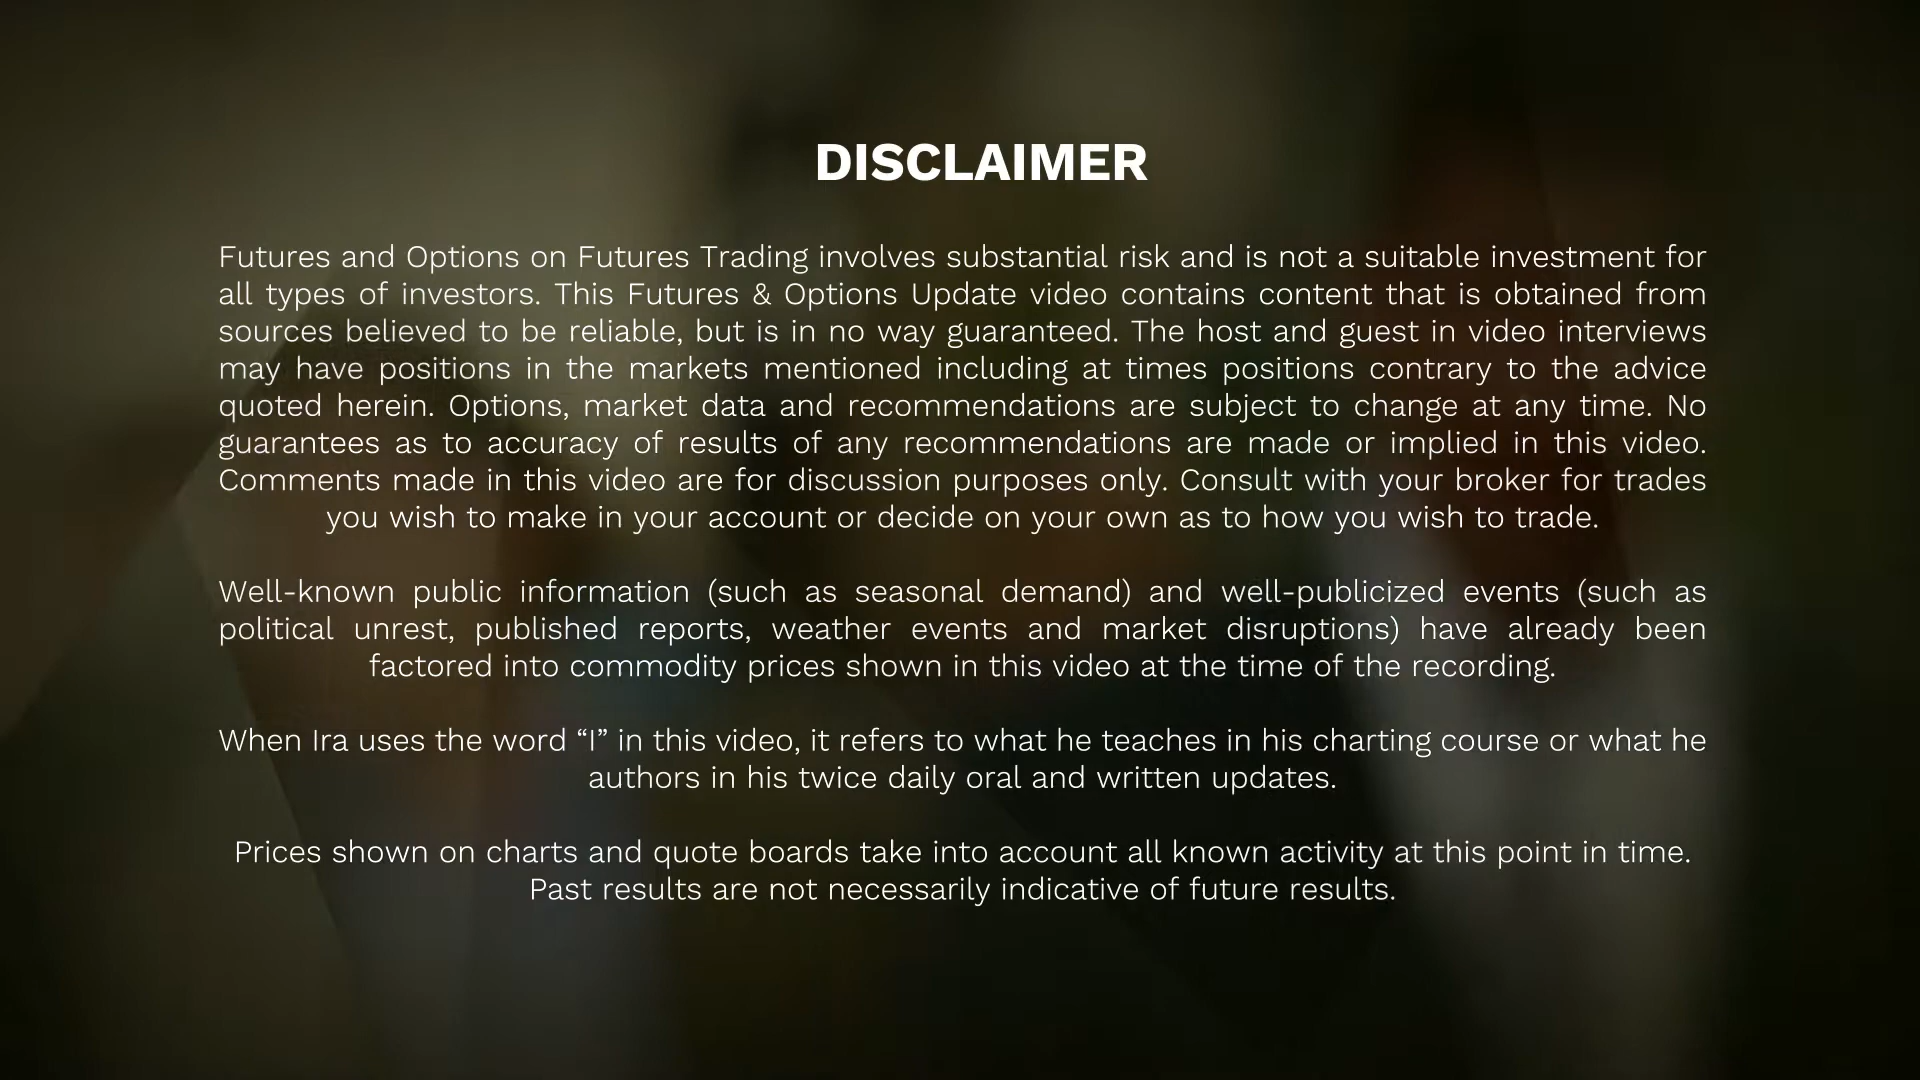 DISCLAIMER
Futures and Options on Futures Trading involves substantial risk and is not a suitable investment for
all types of investors. This Futures & Options Update video contains content that is obtained from
sources believed to be reliable, but is in no way guaranteed. The host and guest in video interviews
may have positions in the markets mentioned including at times positions contrary to the advice
quoted herein. Options, market data and recommendations are subject to change at any time. No
guarantees as to accuracy of results of any recommendations are made or implied in this video.
Comments made in this video are for discussion purposes only. Consult with your broker for trades
you wish to make in your account or decide on your own as to how you wish to trade.
Well-known public information (such as seasonal demand) and well-publicized events (such as
political unrest, published reports, weather events and market disruptions) have already been
factored into commodity prices shown in this video at the time of the recording.
When Ira uses the word “I” in this video, it refers to what he teaches in his charting course or what he
authors in his twice daily oral and written updates.
Prices shown on charts and quote boards take into account all known activity at this point in time.
Past results are not necessarily indicative of future results.